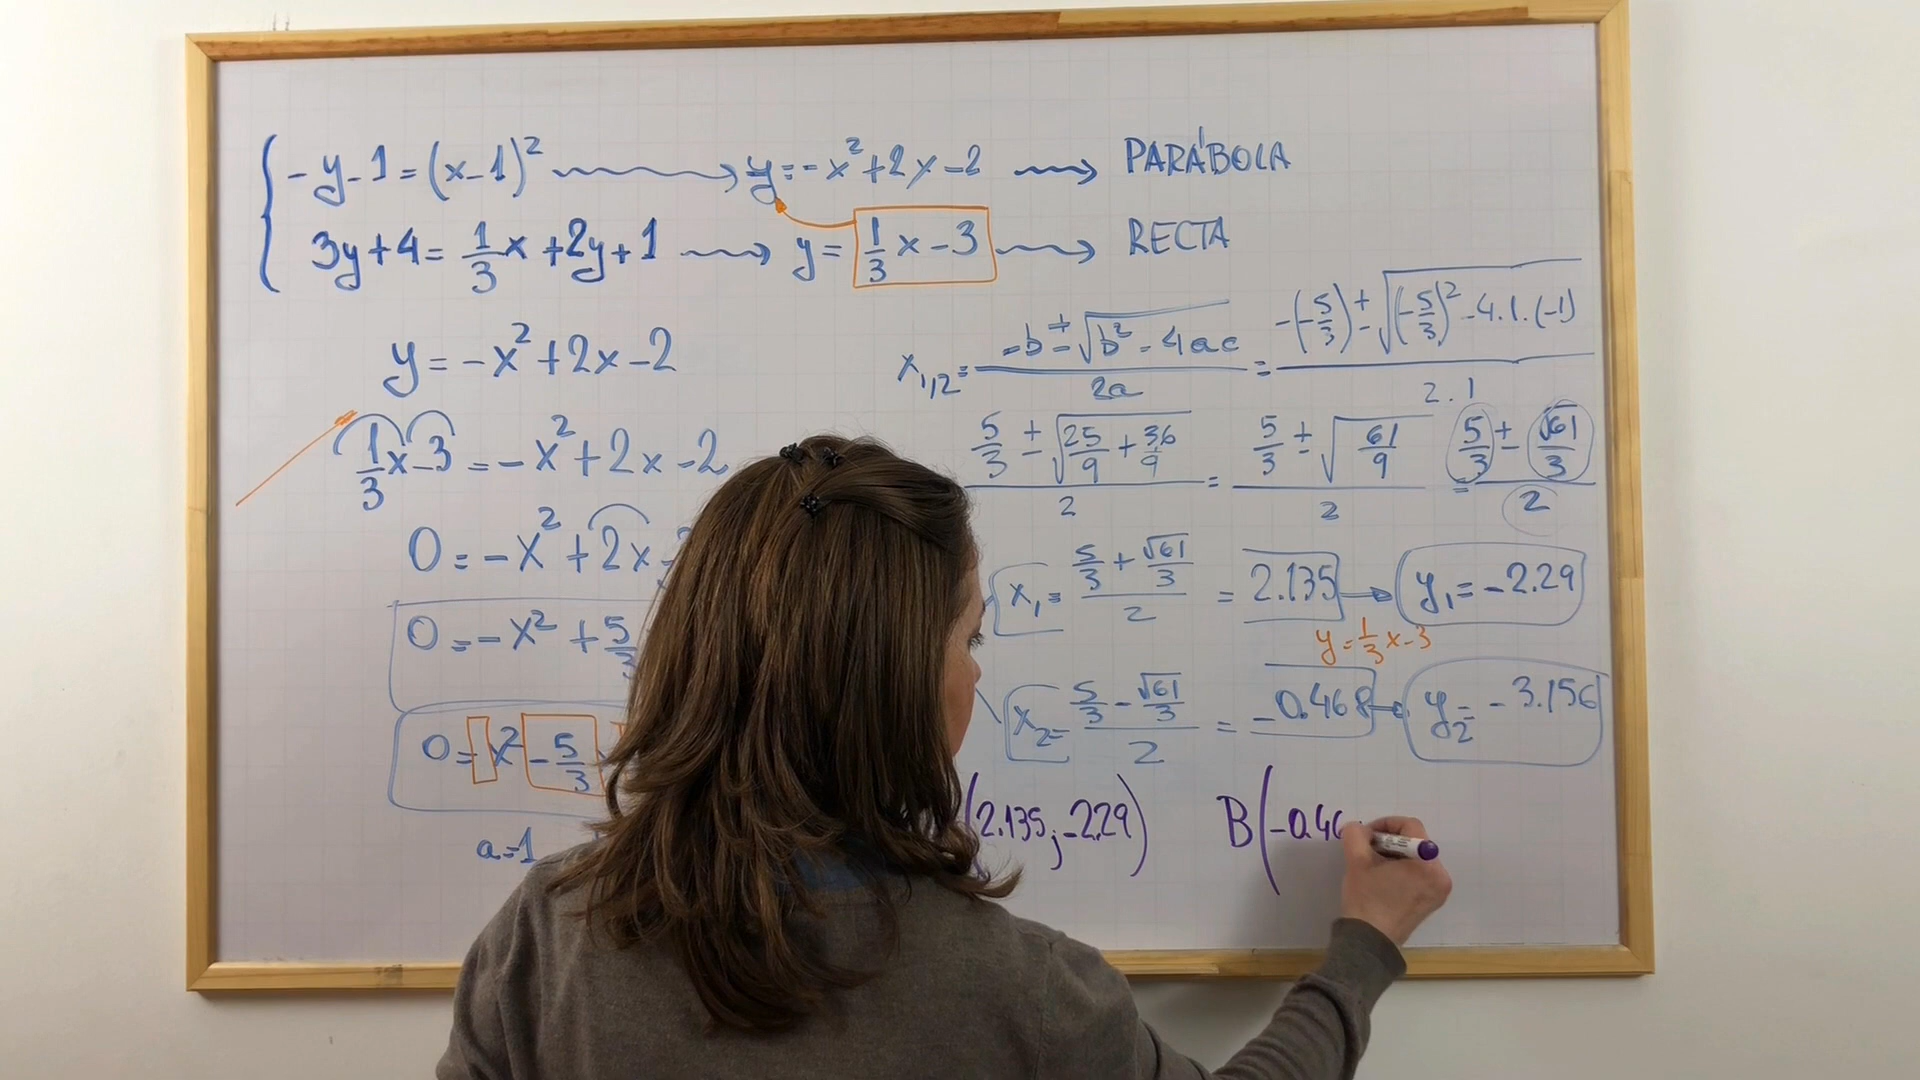 -y-1=(x-1)² → y=-x²+2x-2 → PARÁBOLA
3y+4=1/3x+2y+1 → y=1/3x-3 → RECTA
y=-x²+2x-2
1/3x-3=-x²+2x-2
0=-x²+2x
0=-x²+5/3
0=x²-5/3
a=1
x1,2=(-b±√(b²-4ac))/2a=(-(-5/3)±√((-5/3)²-4.1.(-1)))/2.1
(5/3±√(25/9+36/9))/2=(5/3±√(61/9))/2=(5/3±√61/3)/2
x₁=(5/3+√61/3)/2=2.135 → y₁=-2.29
y=1/3x-3
x₂=(5/3-√61/3)/2=-0.468 → y₂=-3.156
(2.135;-2.29) B(-0.46